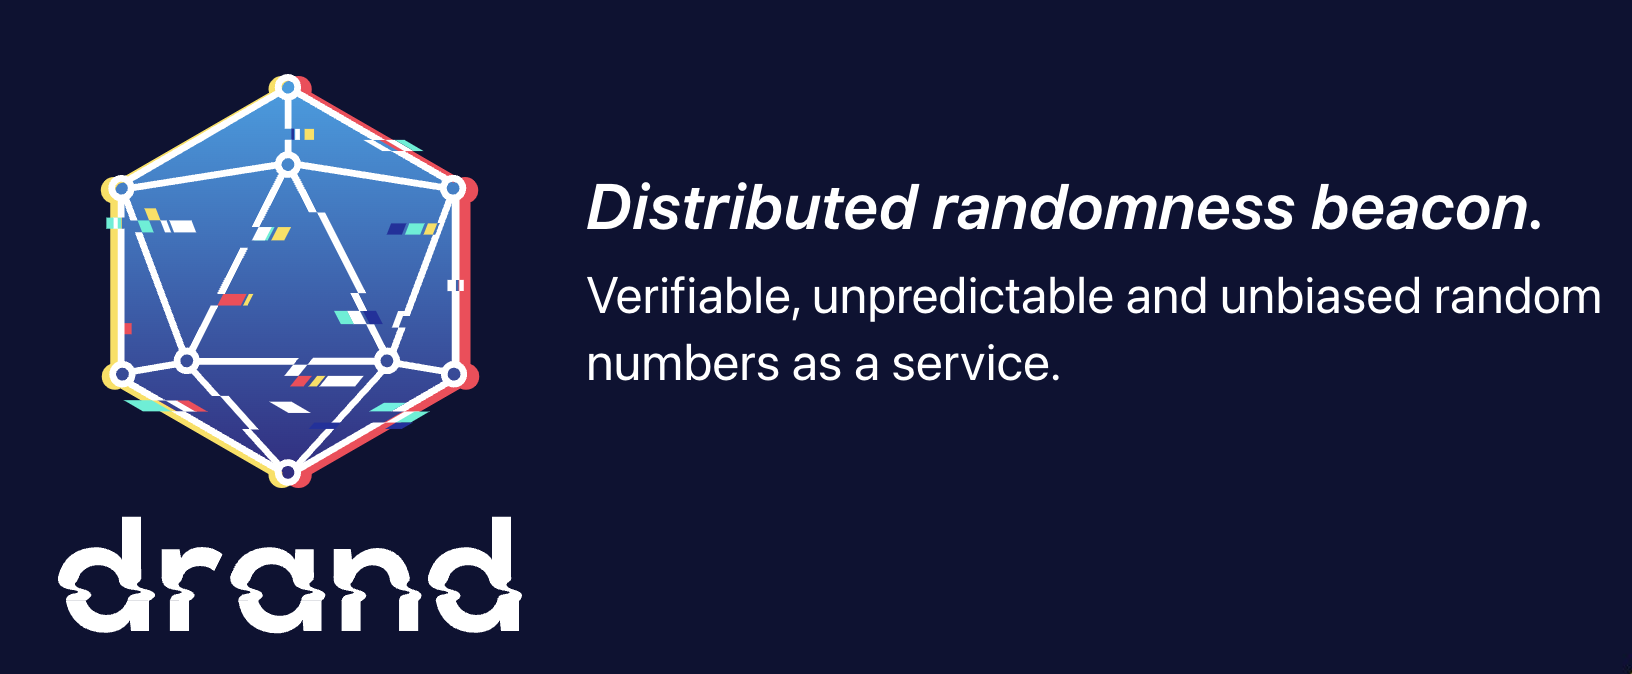 Distributed randomness beacon.
Verifiable, unpredictable and unbiased random
numbers as a service.
drand